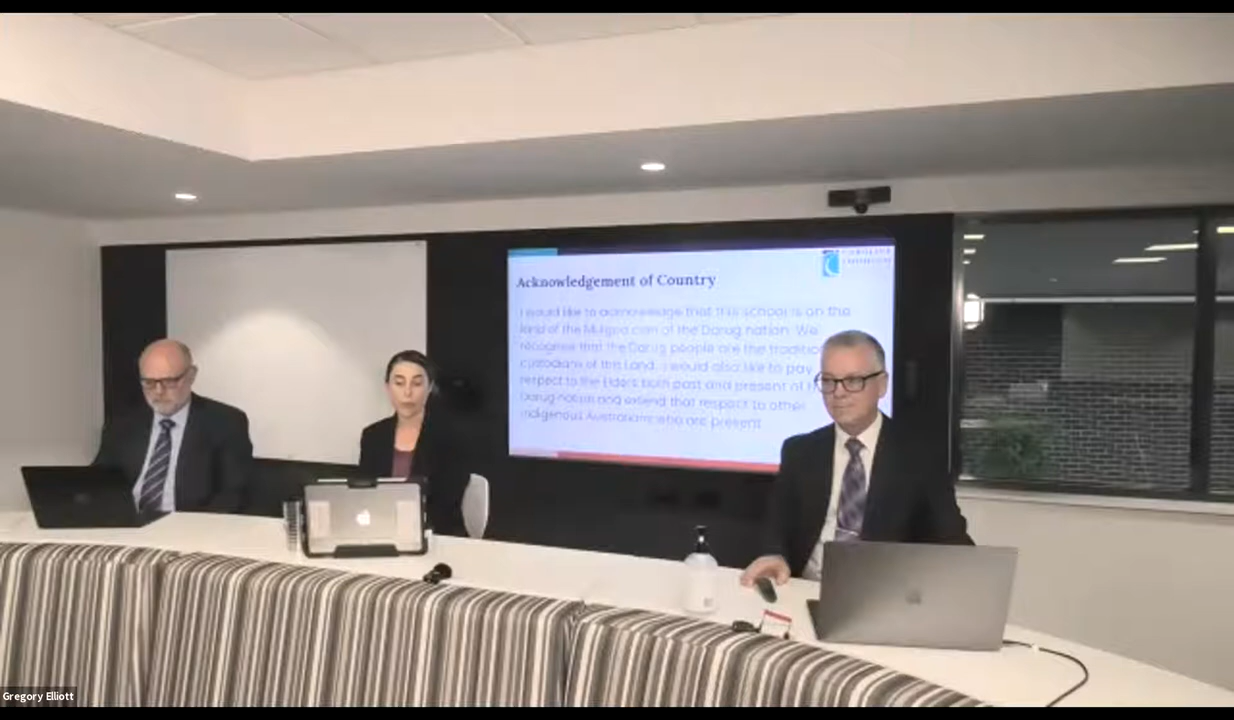 CAROLINE
CHISHOLM
Acknowledgement of Country
I would like to acknowledge that this school is on the
land of the Mulgoa clan of the Darug nation. We
recognise that the Darug people are the
custodians of this Land. I would also like to pay
respect to the Elders both past and present of
Darug nation and extend that respect to other
Indigenous Australians who are present.
Gregory Elliott